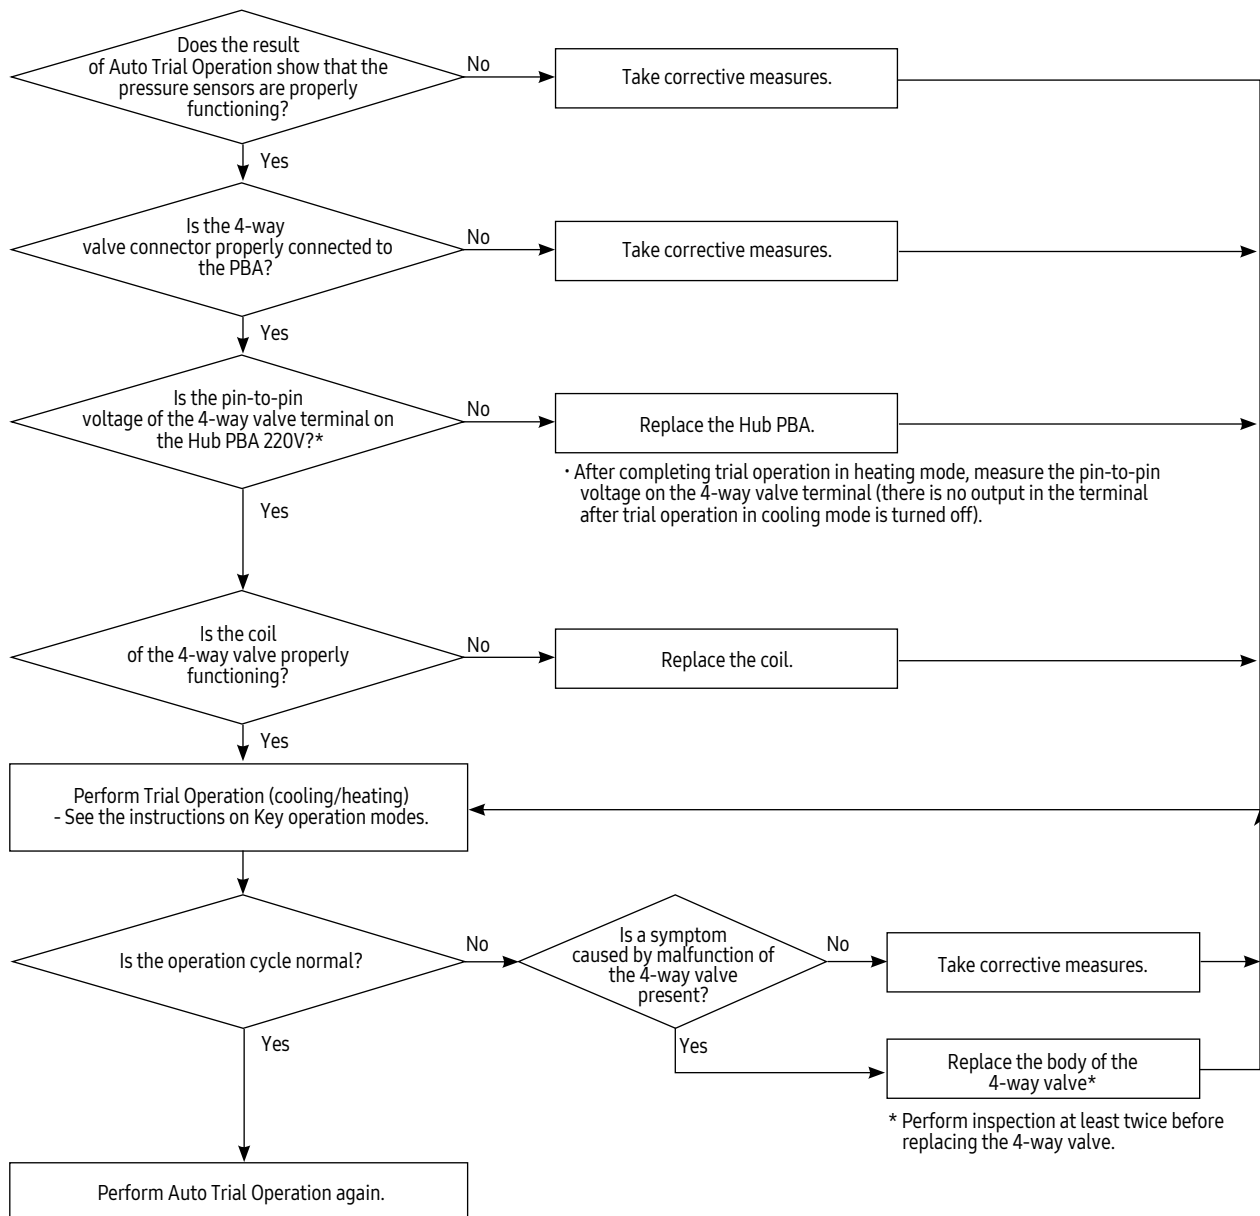 Does the result
of Auto Trial Operation show that the
pressure sensors are properly
functioning?
No
Take corrective measures.
Yes
Is the 4-way
valve connector properly connected to
the PBA?
No
Take corrective measures.
Yes
Is the pin-to-pin
voltage of the 4-way valve terminal on
the Hub PBA 220V?*
No
Replace the Hub PBA.
· After completing trial operation in heating mode, measure the pin-to-pin
voltage on the 4-way valve terminal (there is no output in the terminal
after trial operation in cooling mode is turned off).
Yes
Is the coil
of the 4-way valve properly
functioning?
No
Replace the coil.
Yes
Perform Trial Operation (cooling/heating)
- See the instructions on Key operation modes.
Is the operation cycle normal?
No
Is a symptom
caused by malfunction of
the 4-way valve
present?
No
Take corrective measures.
Yes
Yes
Replace the body of the
4-way valve*
* Perform inspection at least twice before
replacing the 4-way valve.
Perform Auto Trial Operation again.